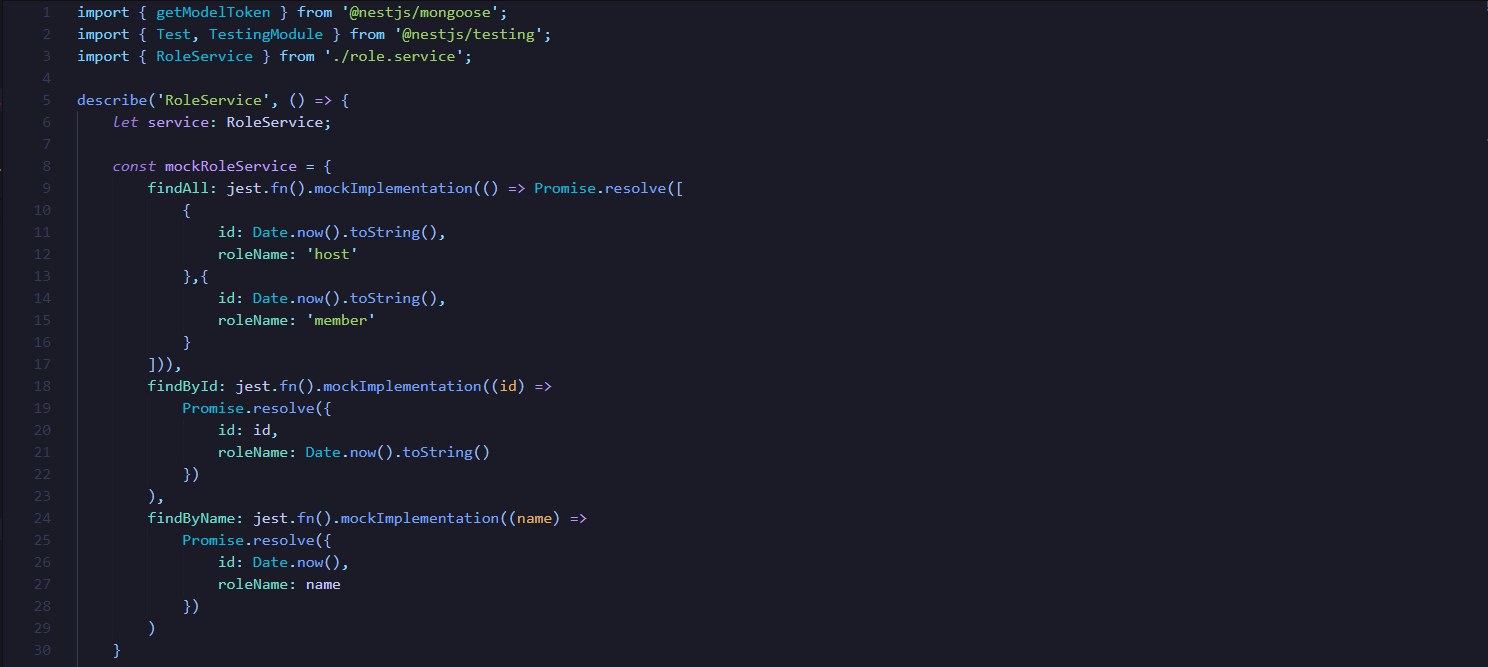 1 import { getModelToken } from '@nestjs/mongoose';
2 import { Test, TestingModule } from '@nestjs/testing';
3 import { RoleService } from './role.service';
4
5 describe('RoleService', () => {
6     let service: RoleService;
7
8     const mockRoleService = {
9         findAll: jest.fn().mockImplementation(() => Promise.resolve([
10             {
11                 id: Date.now().toString(),
12                 roleName: 'host'
13             },{
14                 id: Date.now().toString(),
15                 roleName: 'member'
16             }
17         ])),
18         findById: jest.fn().mockImplementation((id) =>
19             Promise.resolve({
20                 id: id,
21                 roleName: Date.now().toString()
22             })
23         ),
24         findByName: jest.fn().mockImplementation((name) =>
25             Promise.resolve({
26                 id: Date.now(),
27                 roleName: name
28             })
29         )
30     }